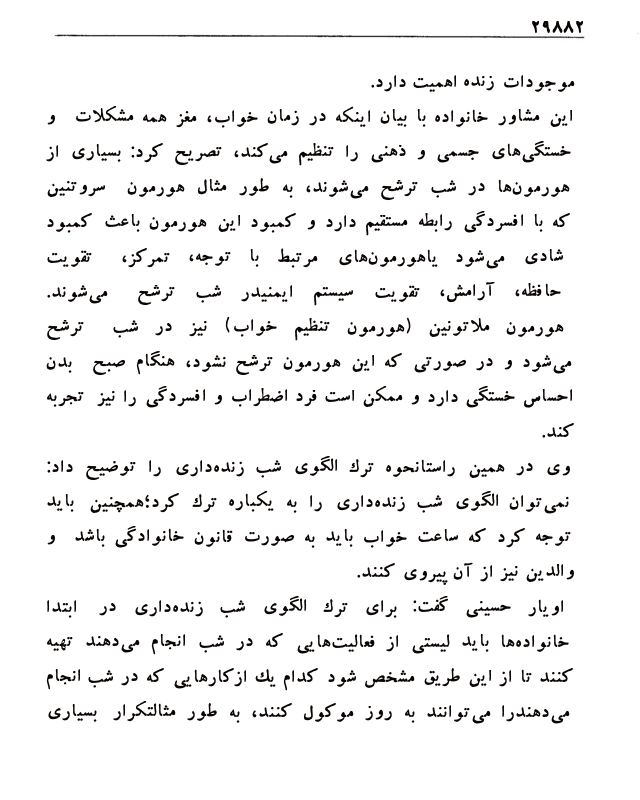 ۲۹۸۸۲
موجودات زنده اهمیت دارد.
این مشاور خانواده با بیان اینکه در زمان خواب، مغز همه مشکلات و
خستگی‌های جسمی و ذهنی را تنظیم می‌کند، تصریح کرد: بسیاری از
هورمون‌ها در شب ترشح می‌شوند، به طور مثال هورمون سروتنین
که با افسردگی رابطه مستقیم دارد و کمبود این هورمون باعث کمبود
شادی می‌شود یاهورمون‌های مرتبط با توجه، تمرکز، تقویت
حافظه، آرامش، تقویت سیستم ایمنیدر شب ترشح می‌شوند.
هورمون ملاتونین (هورمون تنظیم خواب) نیز در شب ترشح
می‌شود و در صورتی که این هورمون ترشح نشود، هنگام صبح بدن
احساس خستگی دارد و ممکن است فرد اضطراب و افسردگی را نیز تجربه
کند.
وی در همین راستانحوه ترك الگوی شب زنده‌داری را توضیح داد:
نمی‌توان الگوی شب زنده‌داری را به یکباره ترك کرد؛همچنین باید
توجه کرد که ساعت خواب باید به صورت قانون خانوادگی باشد و
والدین نیز از آن پیروی کنند.
اویار حسینی گفت: برای ترك الگوی شب زنده‌داری در ابتدا
خانواده‌ها باید لیستی از فعالیت‌هایی که در شب انجام می‌دهند تهیه
کنند تا از این طریق مشخص شود کدام یك ازکارهایی که در شب انجام
می‌دهندرا می‌توانند به روز موکول کنند، به طور مثالتکرار بسیاری